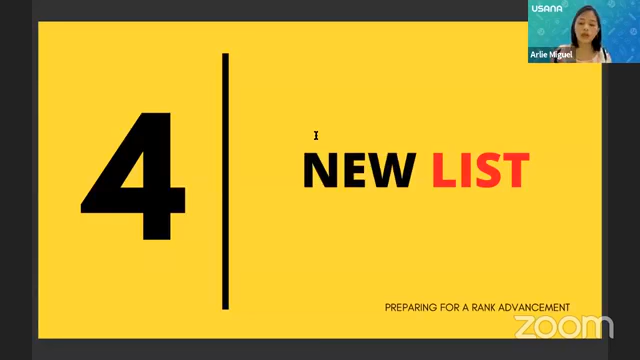 USANA
Arlie Miguel
4
NEW LIST
PREPARING FOR A RANK ADVANCEMENT
zoom